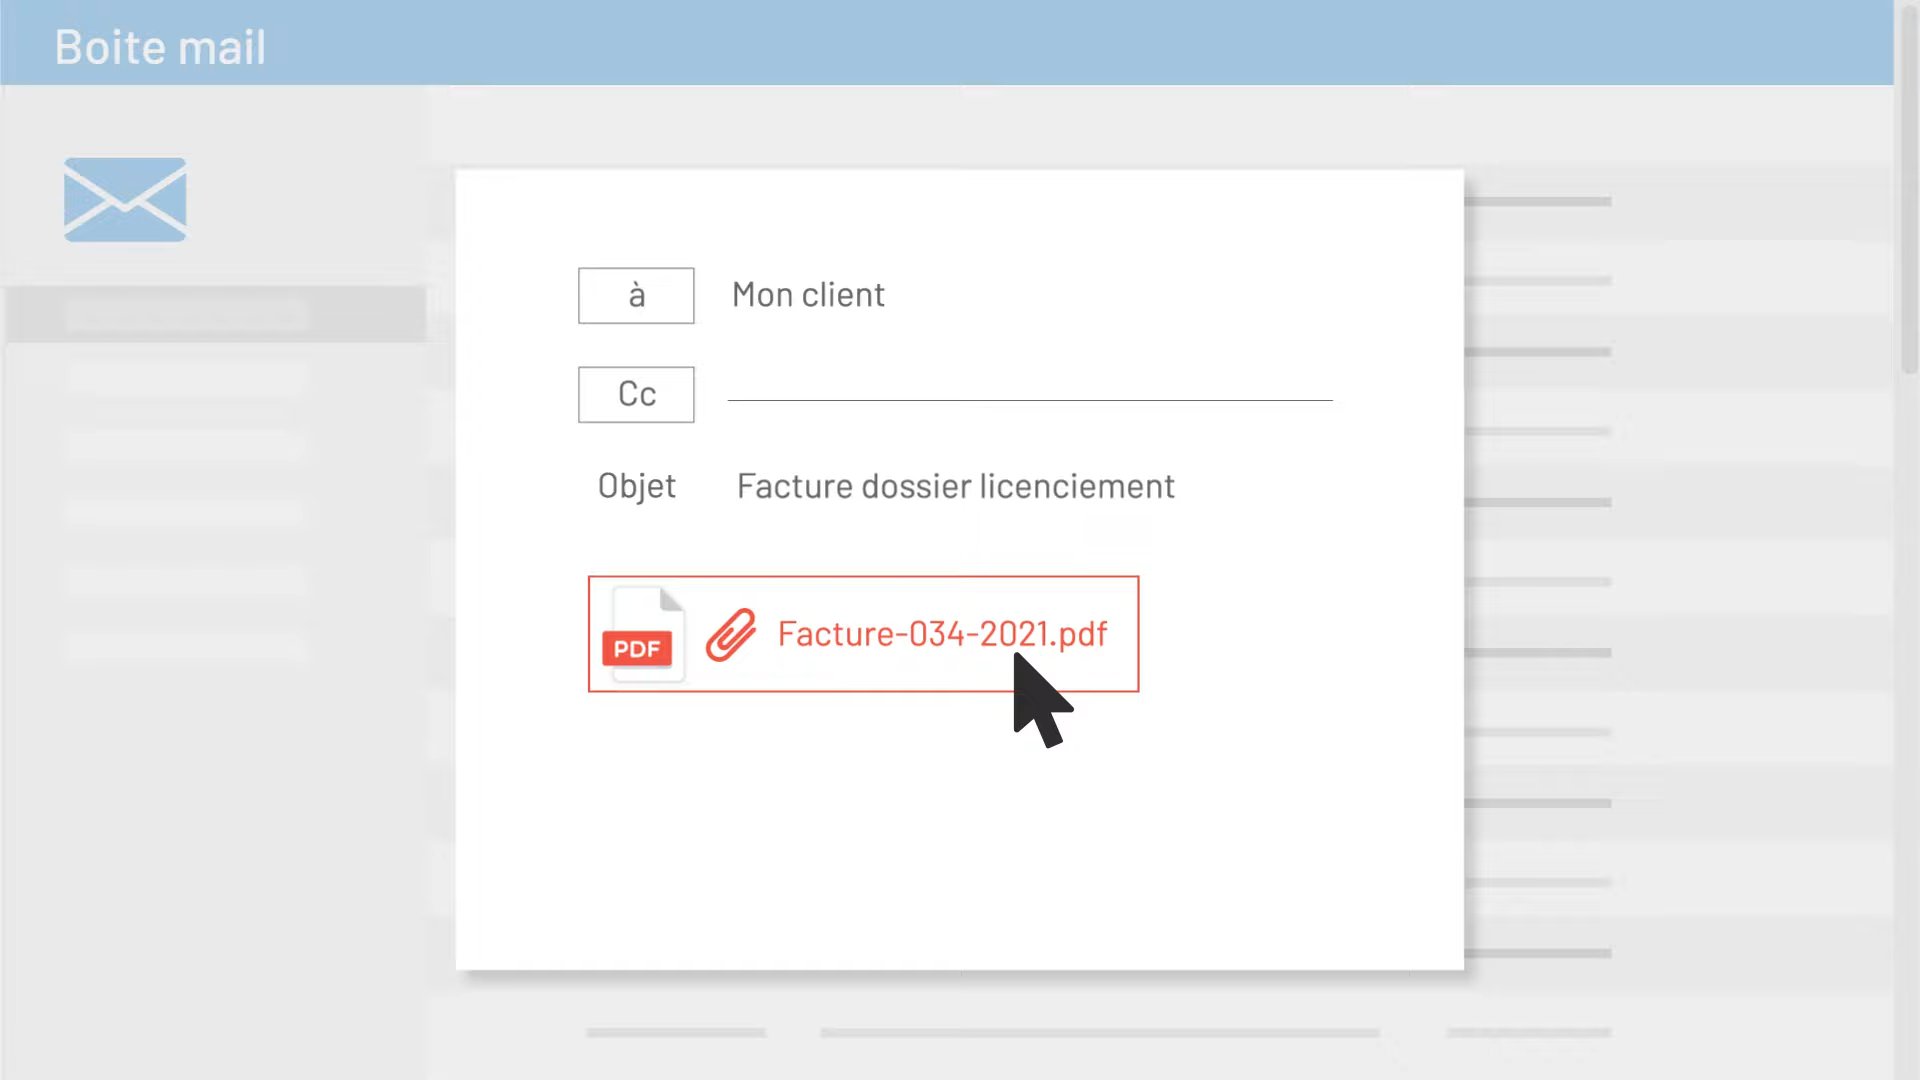 Boite mail
à Mon client
Cc
Objet Facture dossier licenciement
PDF Facture-034-2021.pdf